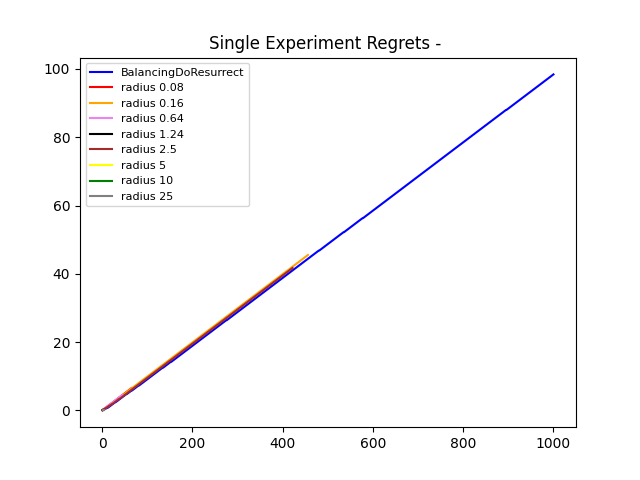 Single Experiment Regrets -
100
80
60
40
20
0
BalancingDoResurrect
radius 0.08
radius 0.16
radius 0.64
radius 1.24
radius 2.5
radius 5
radius 10
radius 25
0 200 400 600 800 1000